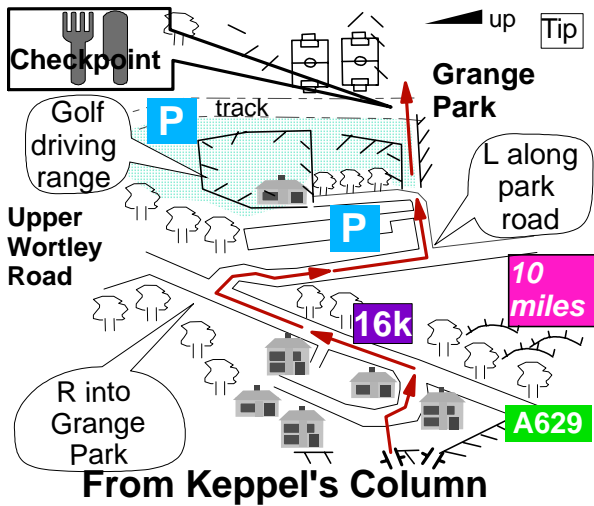 up
Tip
Checkpoint
Grange
Park
P
track
Golf
driving
range
L along
park
road
Upper
Wortley
Road
P
10
miles
16k
R into
Grange
Park
A629
From Keppel's Column